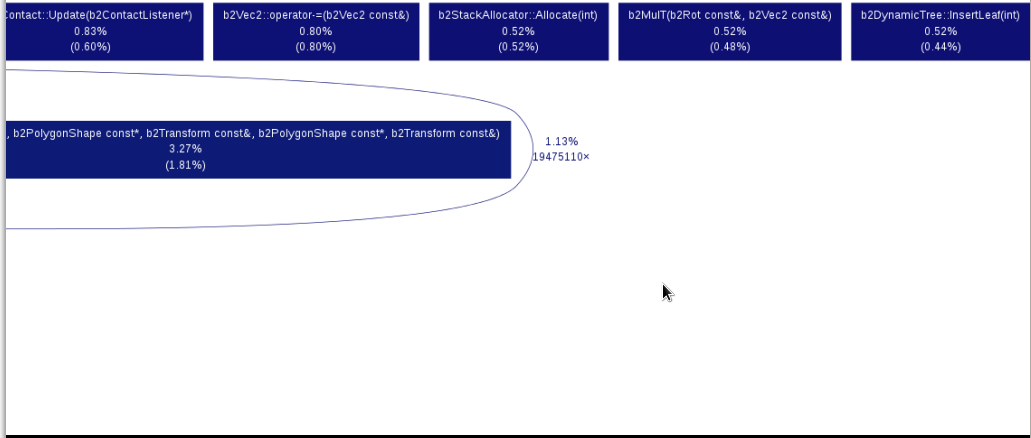 Contact::Update(b2ContactListener*)
0.83%
(0.60%)
b2Vec2::operator-=(b2Vec2 const&)
0.80%
(0.80%)
b2StackAllocator::Allocate(int)
0.52%
(0.52%)
b2MulT(b2Rot const&, b2Vec2 const&)
0.52%
(0.48%)
b2DynamicTree::InsertLeaf(int)
0.52%
(0.44%)
, b2PolygonShape const*, b2Transform const&, b2PolygonShape const*, b2Transform const&)
3.27%
(1.81%)
1.13%
19475110×